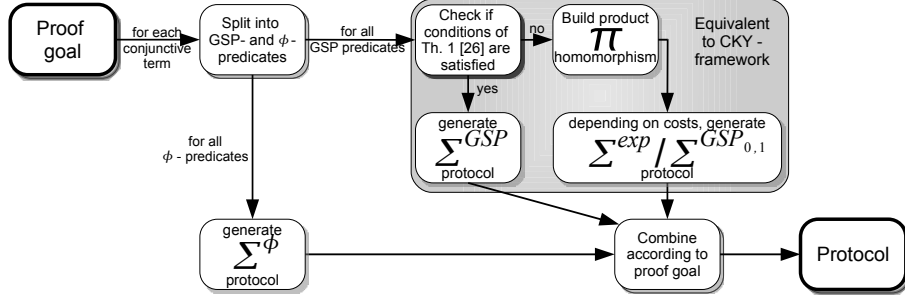 Proof
goal
for each
conjunctive
term
Split into
GSP- and ϕ-
predicates
for all
GSP predicates
Check if
conditions of
Th. 1 [26] are
satisfied
no
Build product
π
homomorphism
Equivalent
to CKY -
framework
yes
generate
Σ^GSP
protocol
depending on costs, generate
Σ^exp / Σ^GSP_0,1
protocol
for all
ϕ - predicates
generate
Σ^ϕ
protocol
Combine
according to
proof goal
Protocol